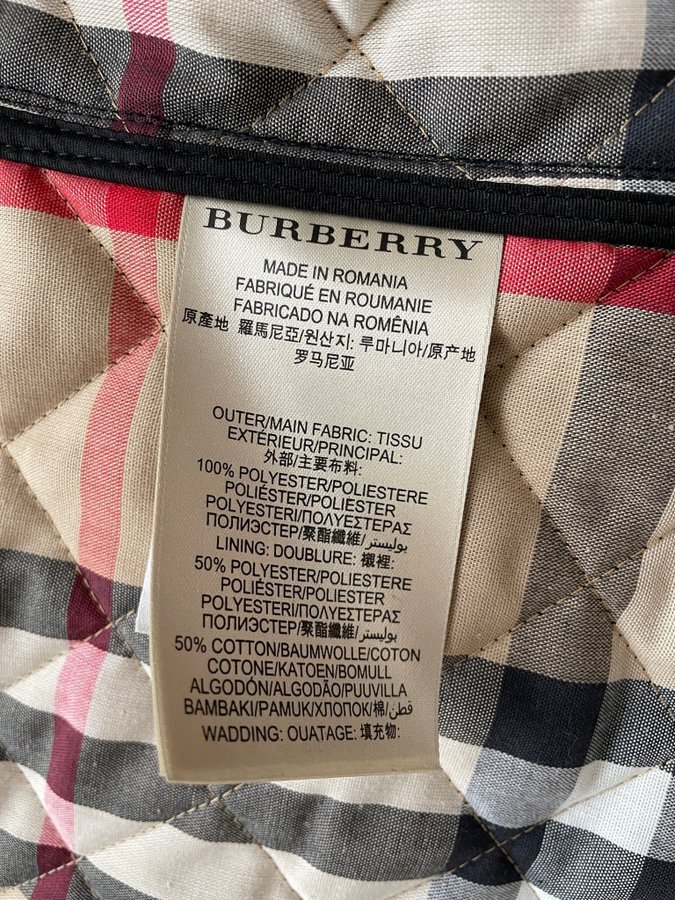 BURBERRY
MADE IN ROMANIA
FABRIQUÉ EN ROUMANIE
FABRICADO NA ROMÊNIA
原產地 羅馬尼亞/원산지: 루마니아/原产地
罗马尼亚
OUTER/MAIN FABRIC: TISSU
EXTÉRIEUR/PRINCIPAL:
外部/主要布料:
100% POLYESTER/POLIESTERE
POLIÉSTER/POLIESTER
POLYESTERI/ΠΟΛΥΕΣΤΕΡΑΣ
ПОЛИЭСТЕР/聚酯纖維/بوليستر
LINING: DOUBLURE: 襯裡:
50% POLYESTER/POLIESTERE
POLIÉSTER/POLIESTER
POLYESTERI/ΠΟΛΥΕΣΤΕΡΑΣ
ПОЛИЭСТЕР/聚酯纖維/بوليستر
50% COTTON/BAUMWOLLE/COTON
COTONE/KATOEN/BOMULL
ALGODÓN/ALGODÃO/PUUVILLA
BAMBAKI/PAMUK/ХЛОПОК/棉/قطن
WADDING: OUATAGE: 填充物: